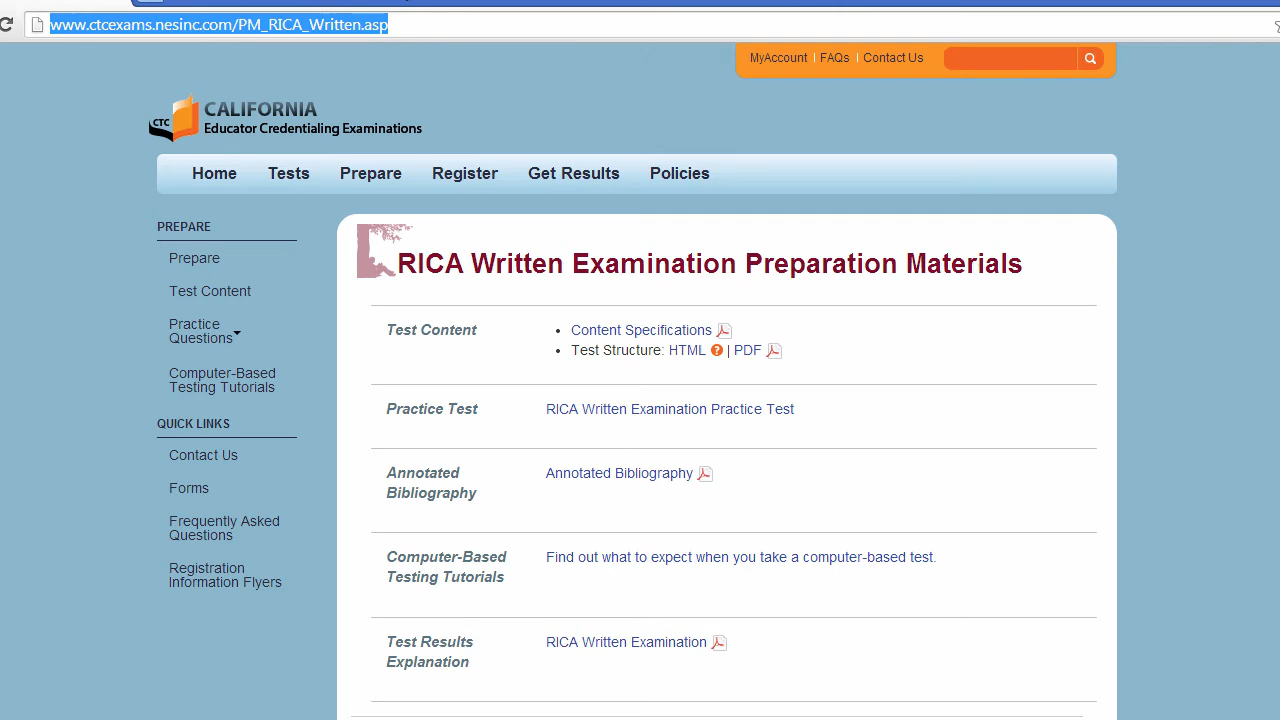 www.ctcexams.nesinc.com/PM_RICA_Written.asp
MyAccount | FAQs | Contact Us
CTC
CALIFORNIA
Educator Credentialing Examinations
Home Tests Prepare Register Get Results Policies
PREPARE
Prepare
Test Content
Practice
Questions
Computer-Based
Testing Tutorials
QUICK LINKS
Contact Us
Forms
Frequently Asked
Questions
Registration
Information Flyers
RICA Written Examination Preparation Materials
Test Content
• Content Specifications
• Test Structure: HTML ? | PDF
Practice Test
RICA Written Examination Practice Test
Annotated
Bibliography
Annotated Bibliography
Computer-Based
Testing Tutorials
Find out what to expect when you take a computer-based test.
Test Results
Explanation
RICA Written Examination